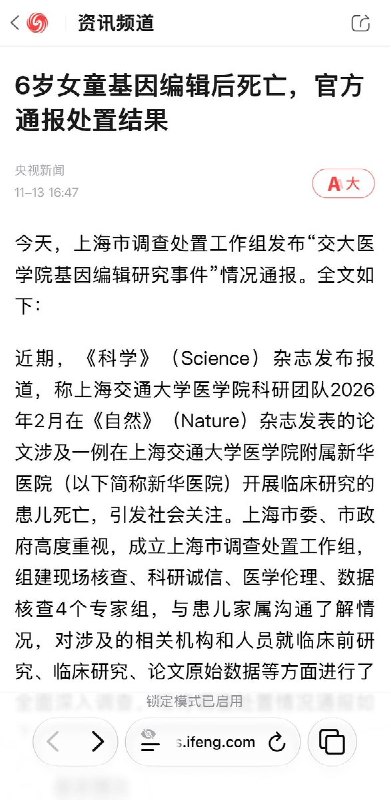 资讯频道
6岁女童基因编辑后死亡，官方
通报处置结果
央视新闻
11-13 16:47
A大
今天，上海市调查处置工作组发布“交大医
学院基因编辑研究事件”情况通报。全文如
下：
近期，《科学》（Science）杂志发布报
道，称上海交通大学医学院科研团队2026
年2月在《自然》（Nature）杂志发表的论
文涉及一例在上海交通大学医学院附属新华
医院（以下简称新华医院）开展临床研究的
患儿死亡，引发社会关注。上海市委、市政
府高度重视，成立上海市调查处置工作组，
组建现场核查、科研诚信、医学伦理、数据
核查4个专家组，与患儿家属沟通了解情
况，对涉及的相关机构和人员就临床前研
究、临床研究、论文原始数据等方面进行了
锁定模式已启用
s.ifeng.com